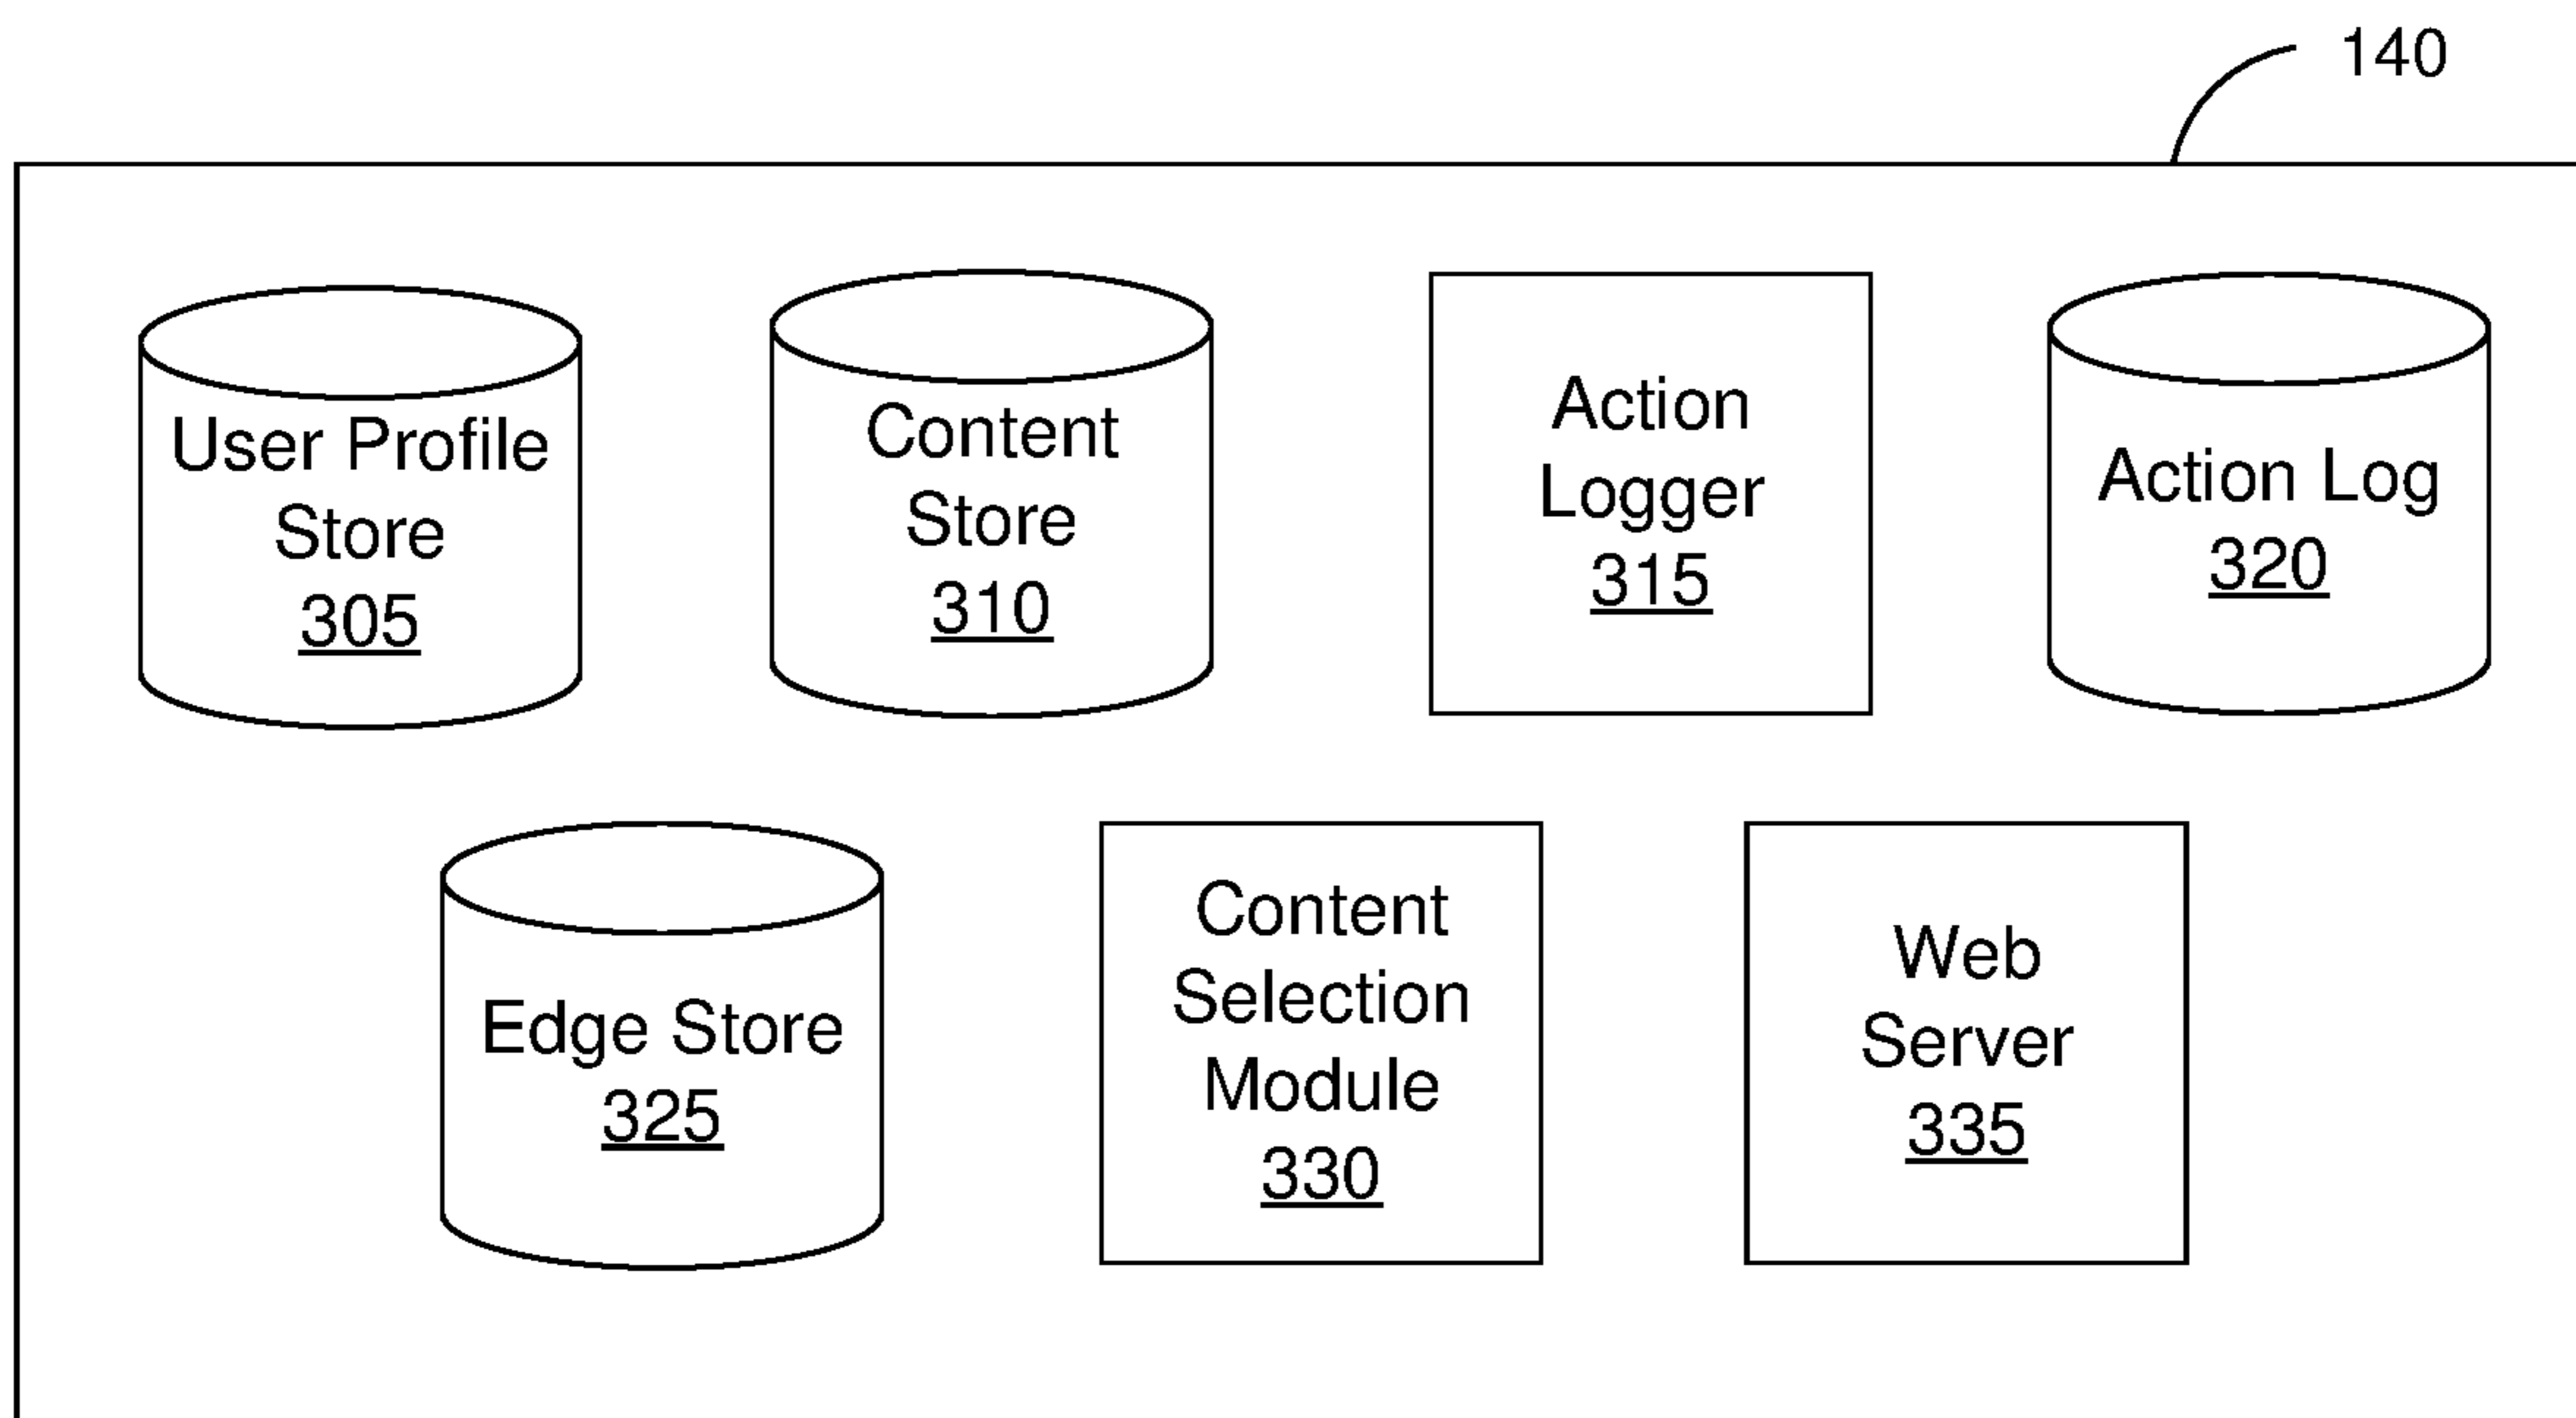 140
User Profile
Store
305
Content
Store
310
Action
Logger
315
Action Log
320
Edge Store
325
Content
Selection
Module
330
Web
Server
335